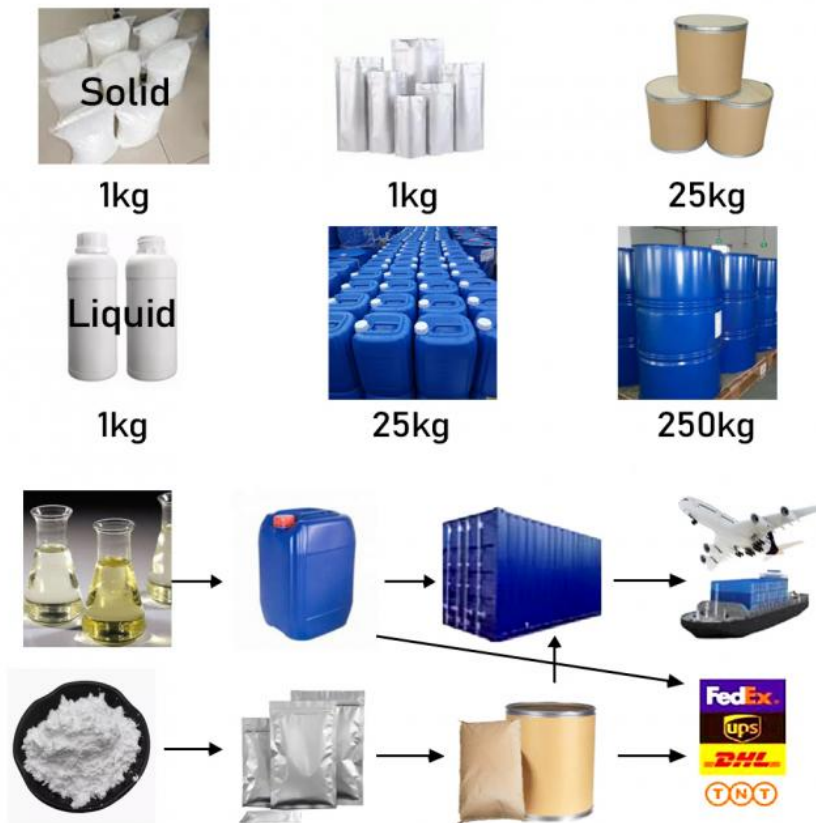 Solid
1kg
1kg
25kg
Liquid
1kg
25kg
250kg
FedEx
ups
DHL
TNT